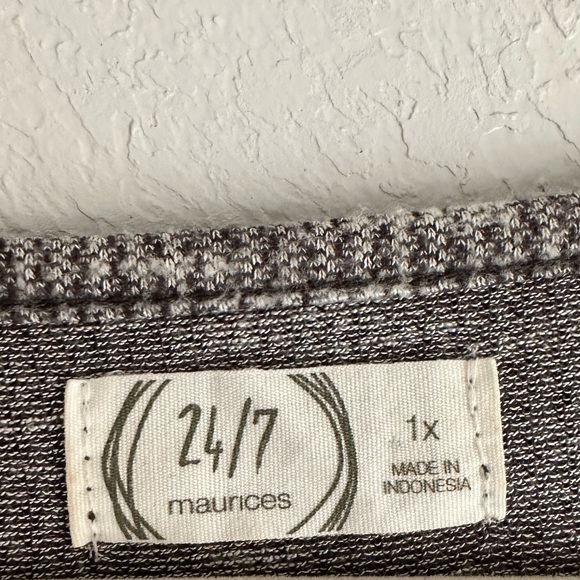 24/7
maurices
1x
MADE IN
INDONESIA